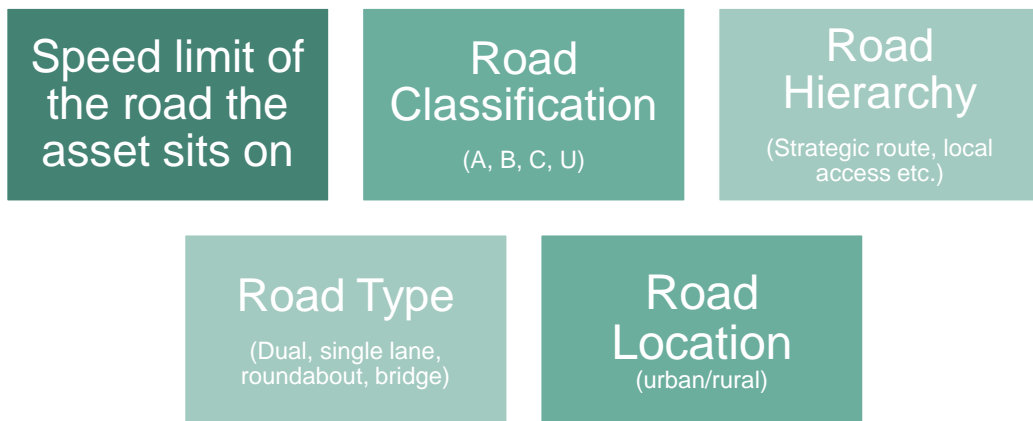 Speed limit of
the road the
asset sits on
Road
Classification
(A, B, C, U)
Road
Hierarchy
(Strategic route, local
access etc.)
Road Type
(Dual, single lane,
roundabout, bridge)
Road
Location
(urban/rural)